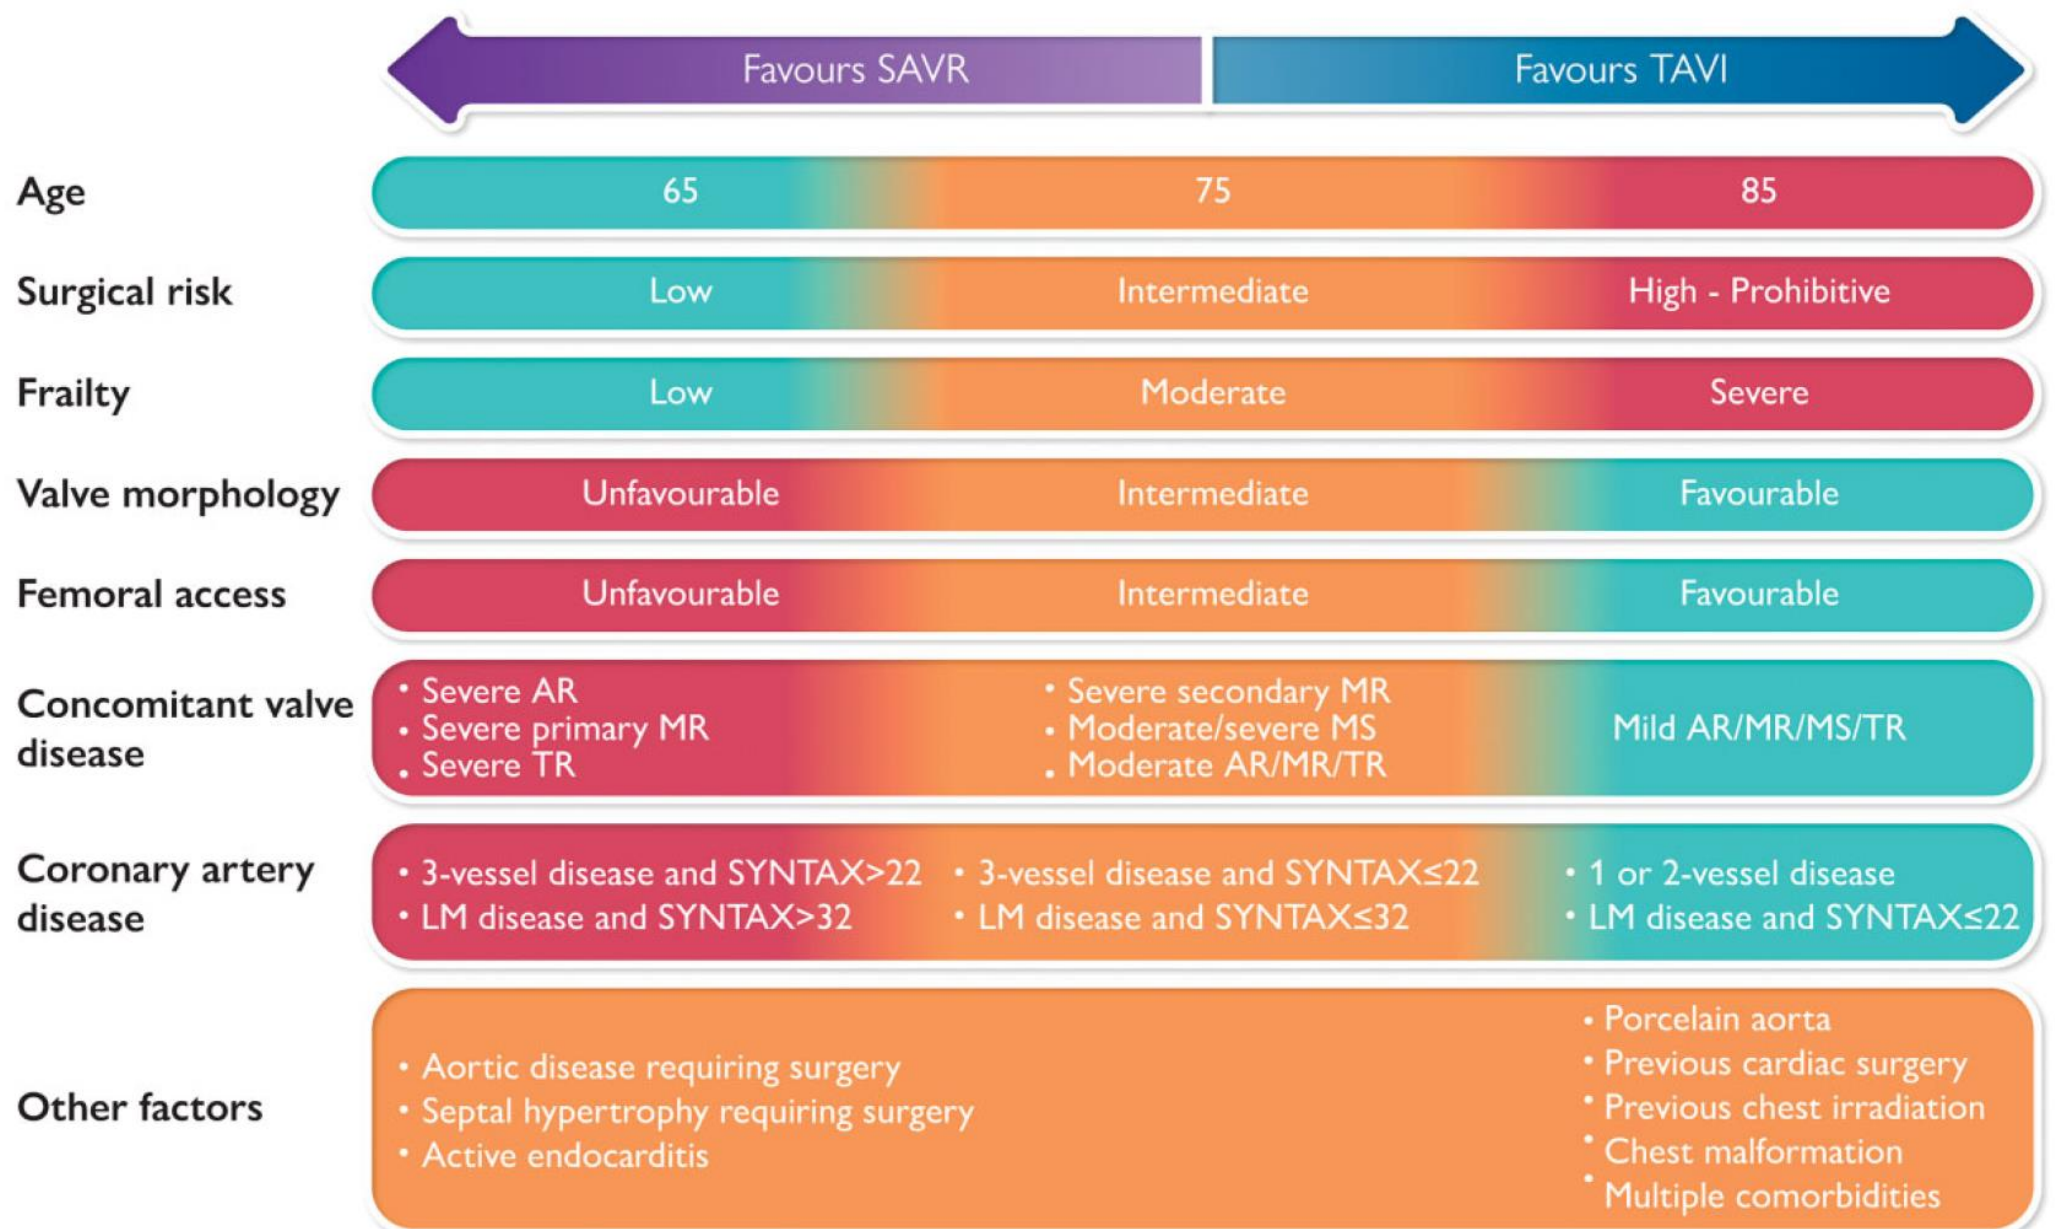 Favours SAVR Favours TAVI
Age 65 75 85
Surgical risk Low Intermediate High - Prohibitive
Frailty Low Moderate Severe
Valve morphology Unfavourable Intermediate Favourable
Femoral access Unfavourable Intermediate Favourable
Concomitant valve
disease
• Severe AR
• Severe primary MR
• Severe TR
• Severe secondary MR
• Moderate/severe MS
• Moderate AR/MR/TR
Mild AR/MR/MS/TR
Coronary artery
disease
• 3-vessel disease and SYNTAX>22
• LM disease and SYNTAX>32
• 3-vessel disease and SYNTAX≤22
• LM disease and SYNTAX≤32
• 1 or 2-vessel disease
• LM disease and SYNTAX≤22
Other factors
• Aortic disease requiring surgery
• Septal hypertrophy requiring surgery
• Active endocarditis
• Porcelain aorta
• Previous cardiac surgery
• Previous chest irradiation
• Chest malformation
• Multiple comorbidities